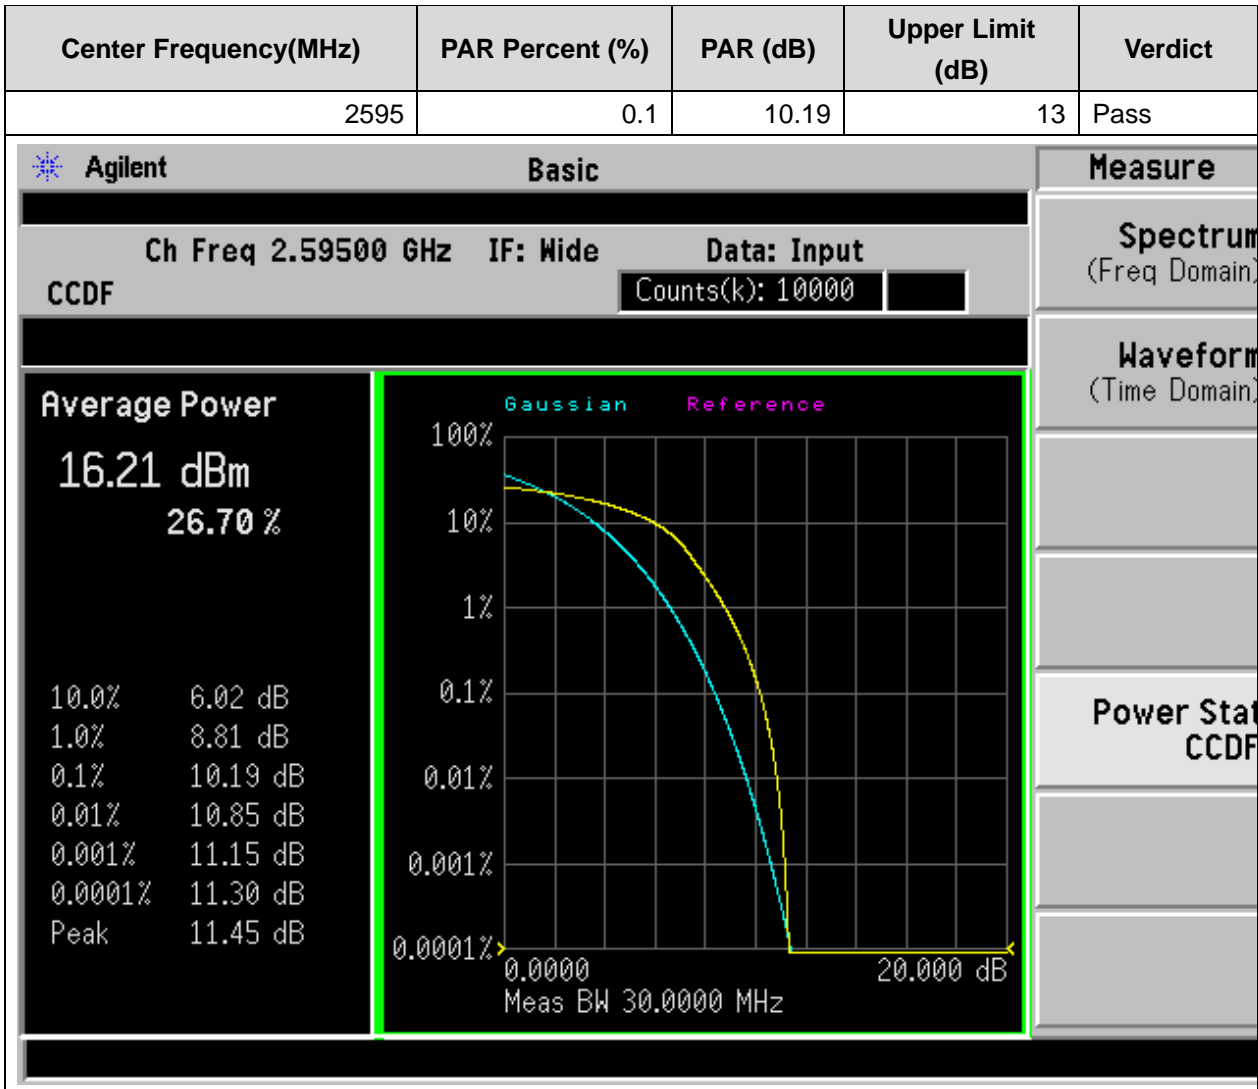 Center Frequency(MHz) PAR Percent (%) PAR (dB) Upper Limit (dB) Verdict
2595 0.1 10.19 13 Pass
Agilent Basic Measure
Ch Freq 2.59500 GHz IF: Wide Data: Input
CCDF Counts(k): 10000
Spectrum
(Freq Domain)
Waveform
(Time Domain)
Power Stat
CCDF
Average Power
16.21 dBm
26.70 %
10.0% 6.02 dB
1.0% 8.81 dB
0.1% 10.19 dB
0.01% 10.85 dB
0.001% 11.15 dB
0.0001% 11.30 dB
Peak 11.45 dB
Gaussian Reference
100%
10%
1%
0.1%
0.01%
0.001%
0.0001%
0.0000 20.000 dB
Meas BW 30.0000 MHz